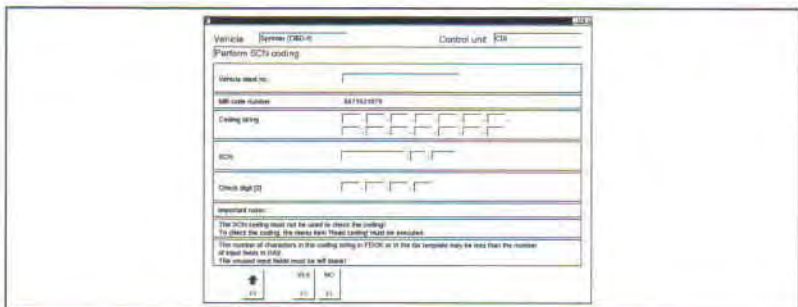 Vehicle Sprinter (OBD-II) Control unit CDI
Perform SCN coding
Vehicle ident no.
MB code number
Coding string
SCN
Check digit [2]
Important notes:
The SCN coding must not be used to check the coding!
To check the coding, the menu item 'Read coding' must be executed.
The number of characters in the coding string in FDOK or in the fax template may be less than the number
of input fields in DAS.
The unused input fields must be left blank!
YES NO